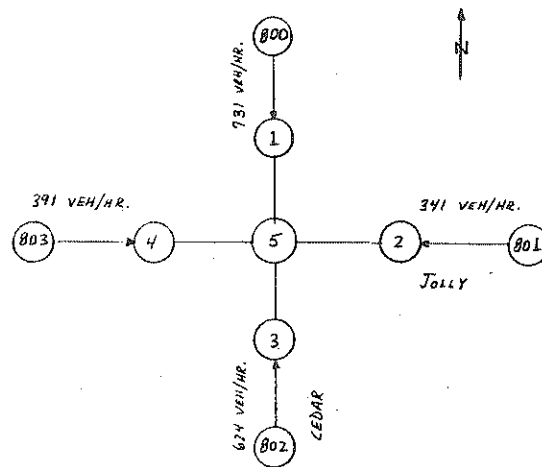 800
N
731 VEH/HR.
1
391 VEH/HR.
341 VEH/HR.
803
4
5
2
801
JOLLY
3
624 VEH/HR.
CEDAR
802